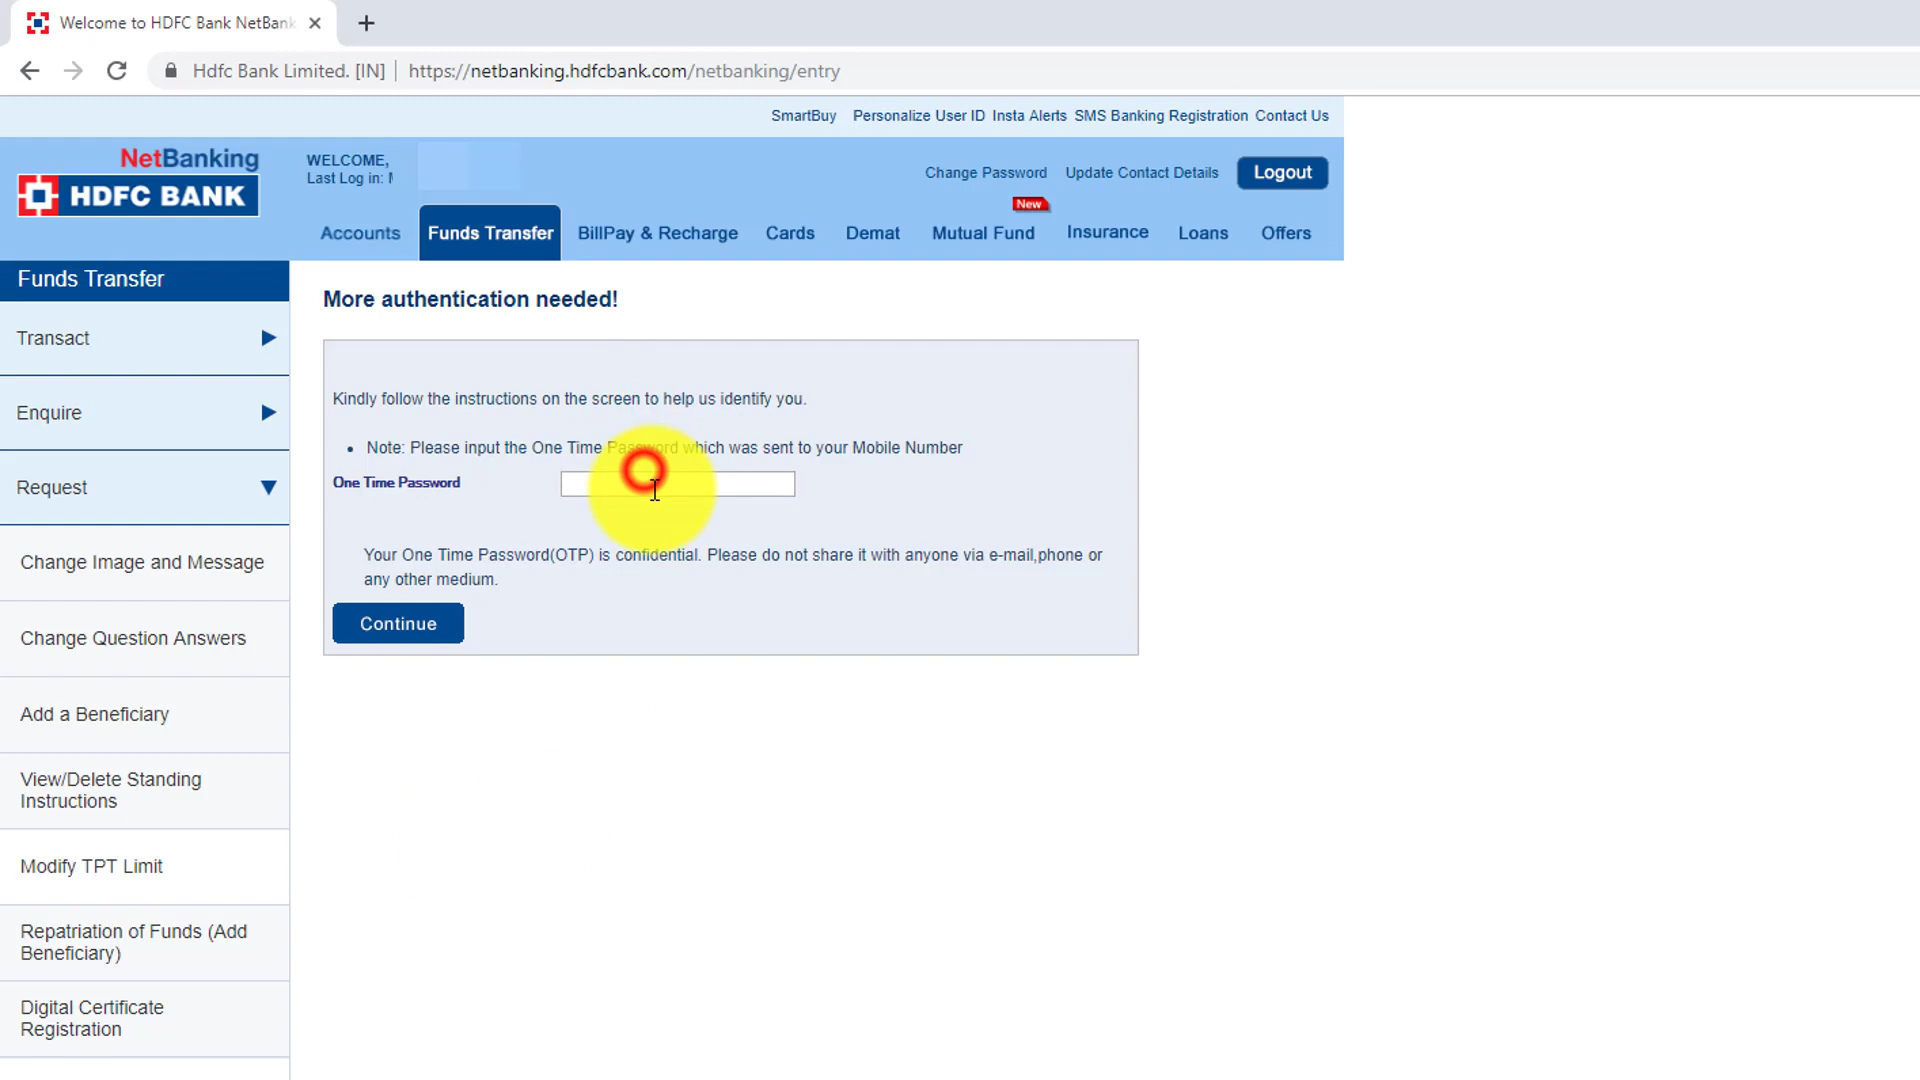 Welcome to HDFC Bank NetBank
Hdfc Bank Limited. [IN] https://netbanking.hdfcbank.com/netbanking/entry
SmartBuy Personalize User ID Insta Alerts SMS Banking Registration Contact Us
NetBanking
HDFC BANK
WELCOME,
Last Log in:
Change Password Update Contact Details Logout
New
Accounts Funds Transfer BillPay & Recharge Cards Demat Mutual Fund Insurance Loans Offers
Funds Transfer
Transact
Enquire
Request
Change Image and Message
Change Question Answers
Add a Beneficiary
View/Delete Standing
Instructions
Modify TPT Limit
Repatriation of Funds (Add
Beneficiary)
Digital Certificate
Registration
More authentication needed!
Kindly follow the instructions on the screen to help us identify you.
• Note: Please input the One Time Password which was sent to your Mobile Number
One Time Password
Your One Time Password(OTP) is confidential. Please do not share it with anyone via e-mail,phone or
any other medium.
Continue